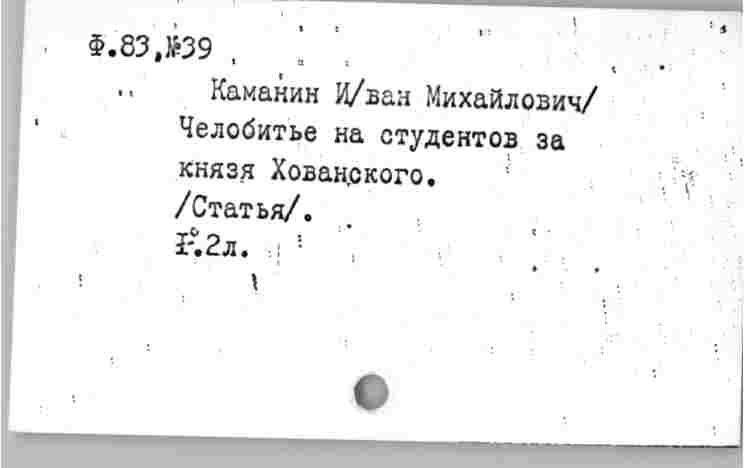 Ф.83,№39
Каманин И/ван Михайлович/
Челобитье на студентов за
князя Хованского.
/Статья/.
I°.2л.